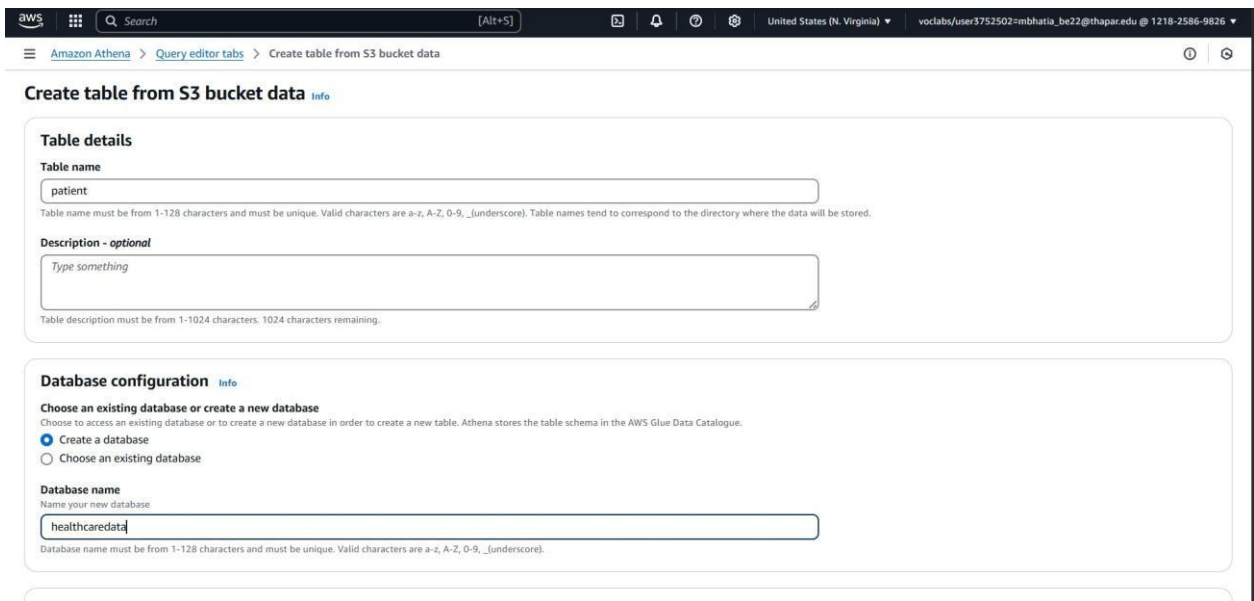 aws Search [Alt+S] United States (N. Virginia) ▼ voclabs/user3752502=mbhatia_be22@thapar.edu @ 1218-2586-9826 ▼
Amazon Athena > Query editor tabs > Create table from S3 bucket data
Create table from S3 bucket data Info
Table details
Table name
patient
Table name must be from 1-128 characters and must be unique. Valid characters are a-z, A-Z, 0-9, _(underscore). Table names tend to correspond to the directory where the data will be stored.
Description - optional
Type something
Table description must be from 1-1024 characters. 1024 characters remaining.
Database configuration Info
Choose an existing database or create a new database
Choose to access an existing database or to create a new database in order to create a new table. Athena stores the table schema in the AWS Glue Data Catalogue.
Create a database
Choose an existing database
Database name
Name your new database
healthcaredata
Database name must be from 1-128 characters and must be unique. Valid characters are a-z, A-Z, 0-9, _(underscore).